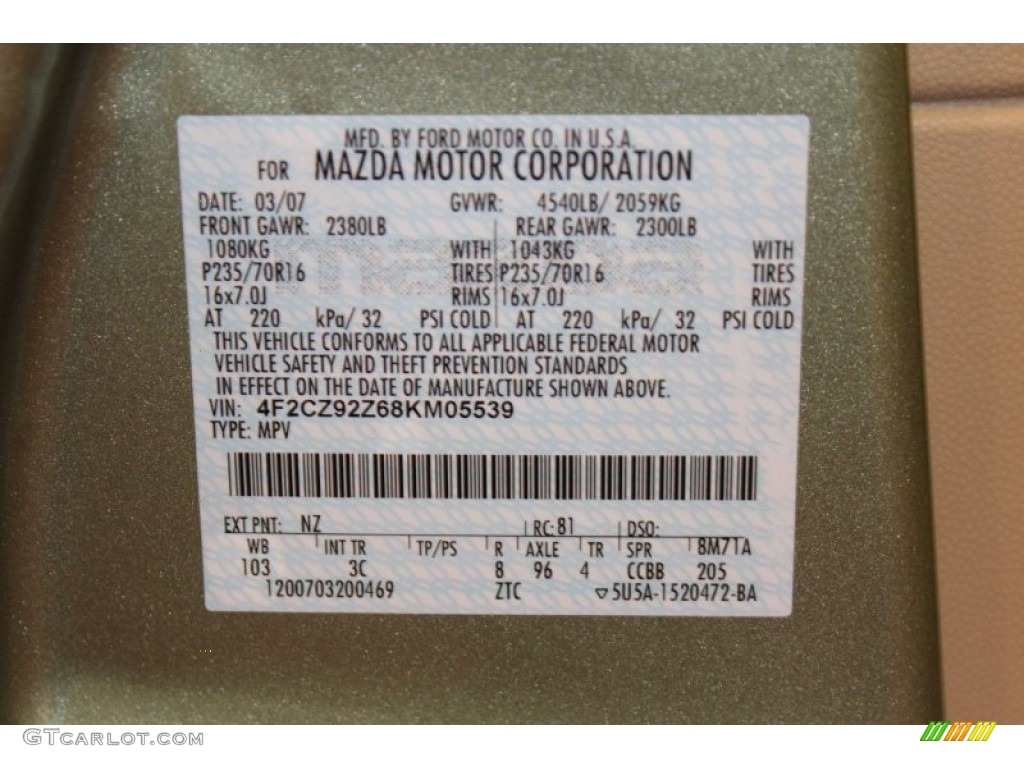 MFD. BY FORD MOTOR CO. IN U.S.A.
FOR MAZDA MOTOR CORPORATION
DATE: 03/07 GVWR: 4540LB/ 2059KG
FRONT GAWR: 2380LB REAR GAWR: 2300LB
1080KG WITH 1043KG WITH
P235/70R16 TIRES P235/70R16 TIRES
16x7.0J RIMS 16x7.0J RIMS
AT 220 kPa/ 32 PSI COLD AT 220 kPa/ 32 PSI COLD
THIS VEHICLE CONFORMS TO ALL APPLICABLE FEDERAL MOTOR
VEHICLE SAFETY AND THEFT PREVENTION STANDARDS
IN EFFECT ON THE DATE OF MANUFACTURE SHOWN ABOVE.
VIN: 4F2CZ92Z68KM05539
TYPE: MPV
EXT PNT: NZ RC: 81 DSO:
WB INT TR TP/PS R AXLE TR SPR 8M71A
103 3C 8 96 4 CCBB 205
1200703200469 ZTC ▽5U5A-1520472-BA
GTCARLOT.COM